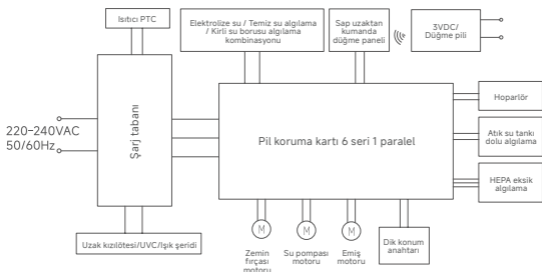 Isıtıcı PTC
Elektrolize su / Temiz su algılama
/ Kirli su borusu algılama
kombinasyonu
Sap uzaktan
kumanda
düğme paneli
3VDC/
Düğme pili
220-240VAC
50/60Hz
Şarj tabanı
Pil koruma kartı 6 seri 1 paralel
Hoparlör
Atık su tankı
dolu algılama
HEPA eksik
algılama
Uzak kızılötesi/UVC/Işık şeridi
M
M
M
Zemin
fırçası
motoru
Su pompası
motoru
Emiş
motoru
Dik konum
anahtarı